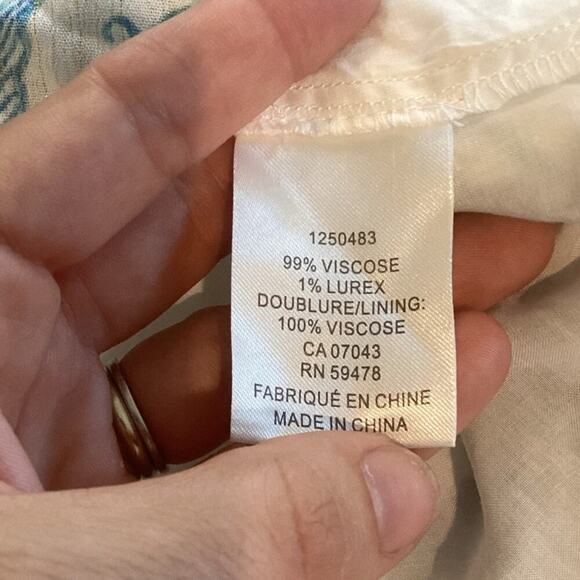 1250483
99% VISCOSE
1% LUREX
DOUBLURE/LINING:
100% VISCOSE
CA 07043
RN 59478
FABRIQUÉ EN CHINE
MADE IN CHINA